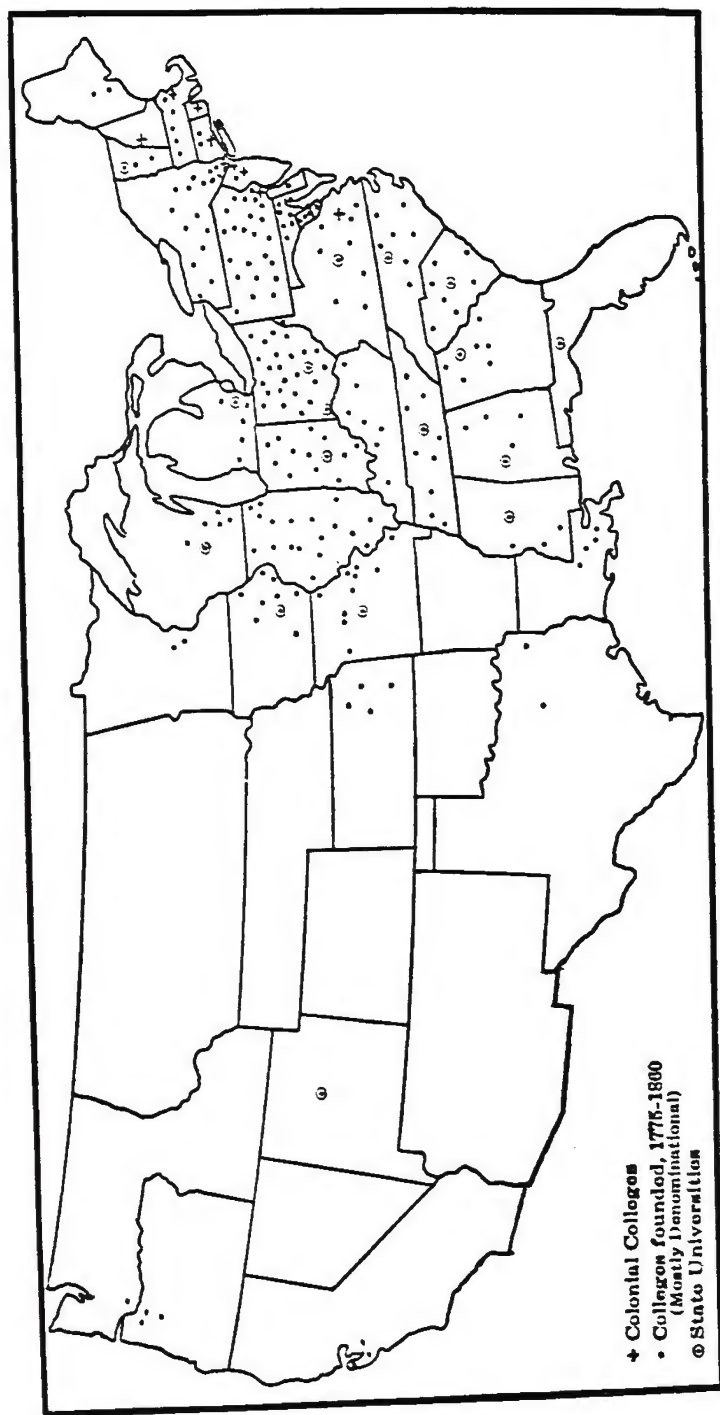 + Colonial Colleges
• Colleges founded, 1775-1860
(Mostly Denominational)
⊙ State Universities